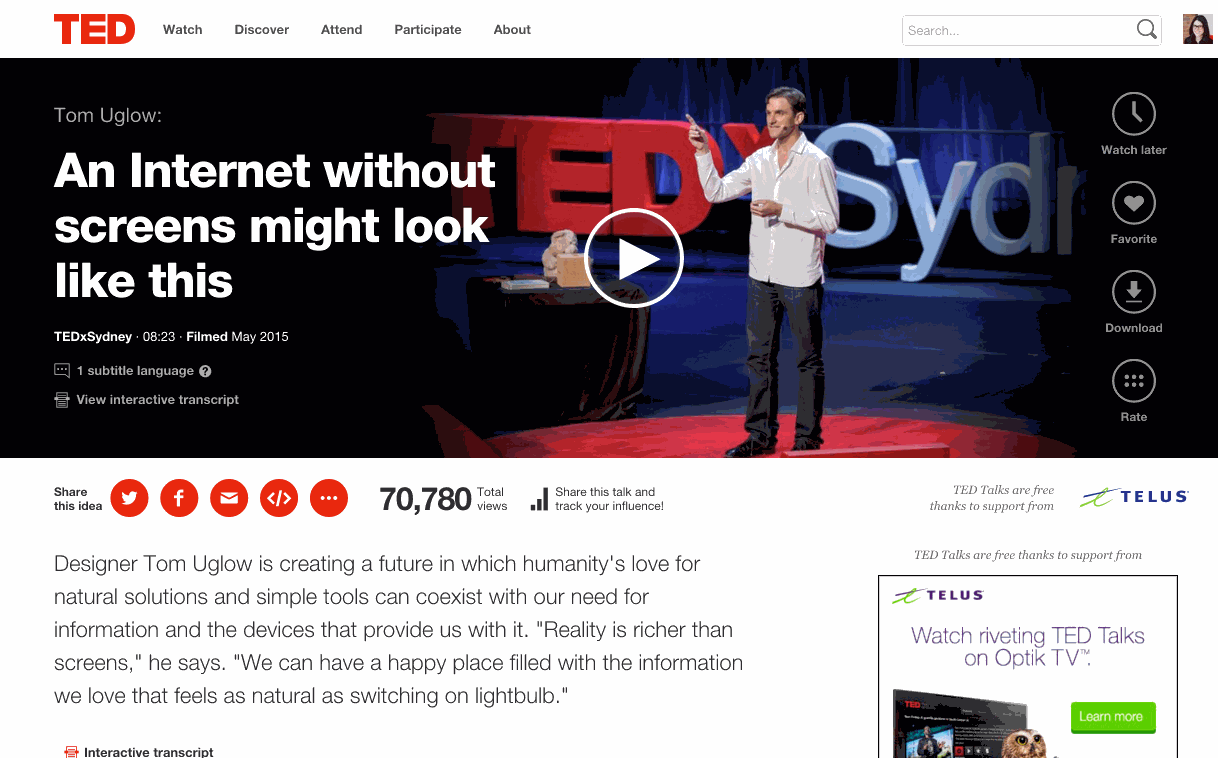 TED
Watch
Discover
Attend
Participate
About
Search...
Tom Uglow:
An Internet without
screens might look
like this
TEDxSydney · 08:23 · Filmed May 2015
1 subtitle language ?
View interactive transcript
TEDxSydn
Watch later
Favorite
Download
Rate
Share
this idea
70,780
Total
views
Share this talk and
track your influence!
TED Talks are free
thanks to support from
TELUS
Designer Tom Uglow is creating a future in which humanity's love for
natural solutions and simple tools can coexist with our need for
information and the devices that provide us with it. "Reality is richer than
screens," he says. "We can have a happy place filled with the information
we love that feels as natural as switching on lightbulb."
Interactive transcript
TED Talks are free thanks to support from
TELUS
Watch riveting TED Talks
on Optik TV™.
TED
Learn more